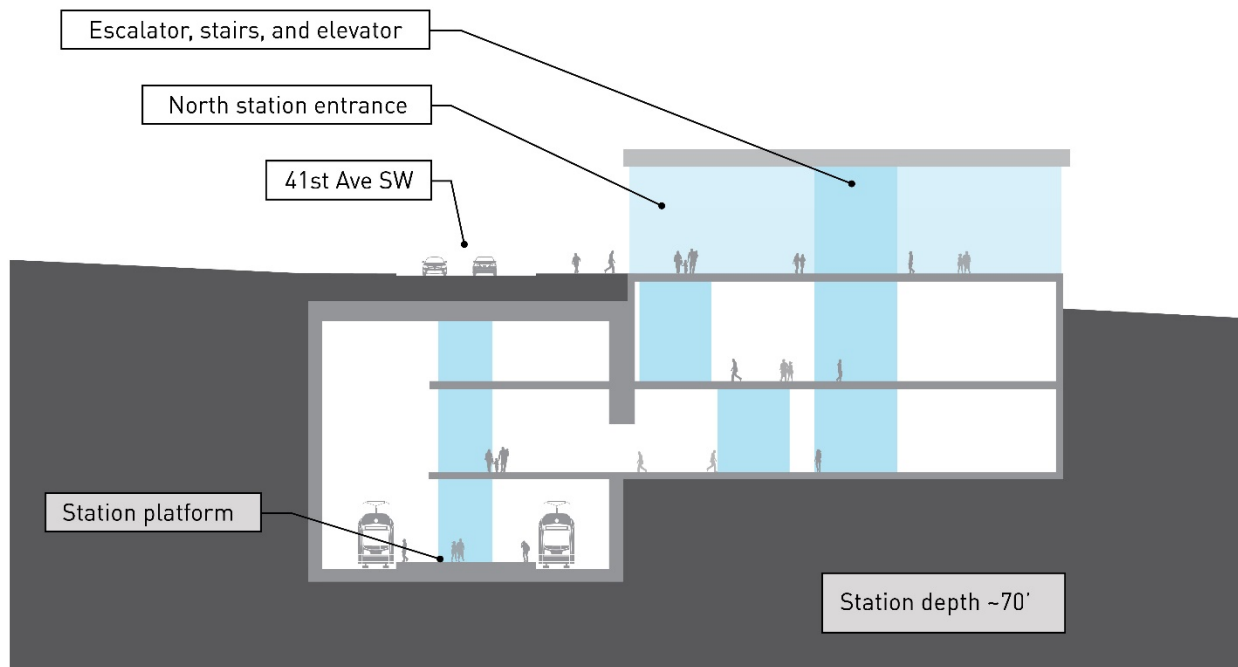 Escalator, stairs, and elevator
North station entrance
41st Ave SW
Station platform
Station depth ~70'